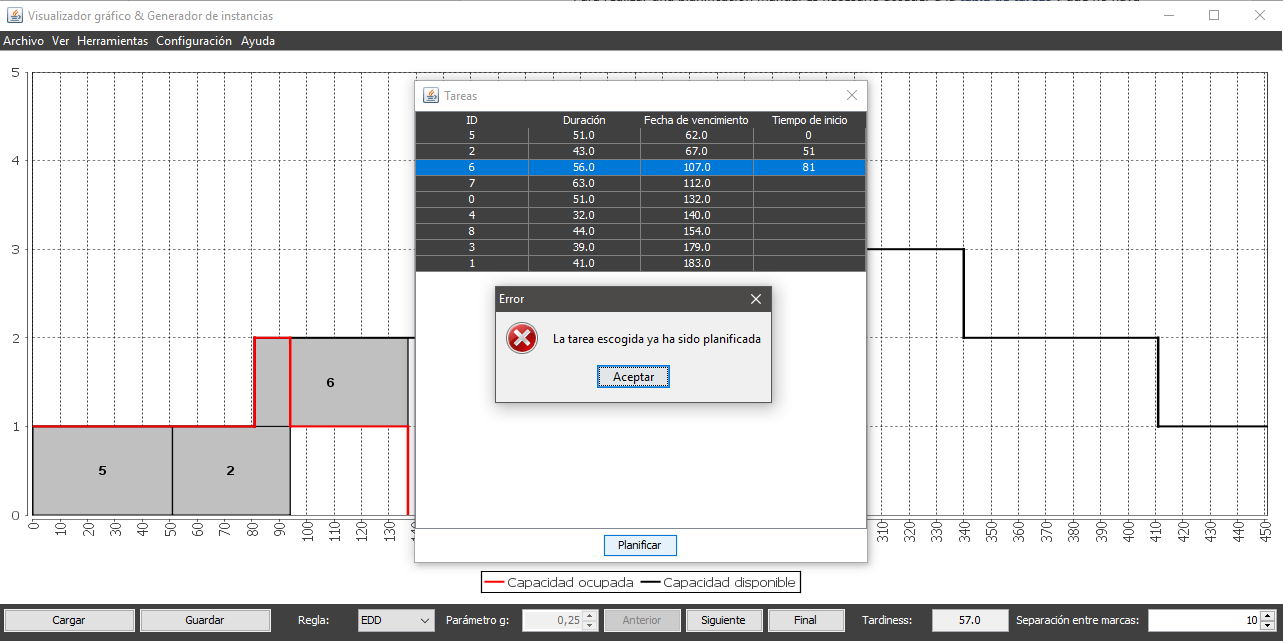 Visualizador gráfico & Generador de instancias
Archivo Ver Herramientas Configuración Ayuda
5
4
3
2
1
0
Tareas
ID Duración Fecha de vencimiento Tiempo de inicio
5 51.0 62.0 0
2 43.0 67.0 51
6 56.0 107.0 81
7 63.0 112.0
0 51.0 132.0
4 32.0 140.0
8 44.0 154.0
3 39.0 179.0
1 41.0 183.0
Error
La tarea escogida ya ha sido planificada
Aceptar
6
5 2
Planificar
0 10 20 30 40 50 60 70 80 90 100 110 120 130 310 320 330 340 350 360 370 380 390 400 410 420 430 440 450
Capacidad ocupada Capacidad disponible
Cargar Guardar Regla: EDD Parámetro g: 0,25 Anterior Siguiente Final Tardiness: 57.0 Separación entre marcas: 10